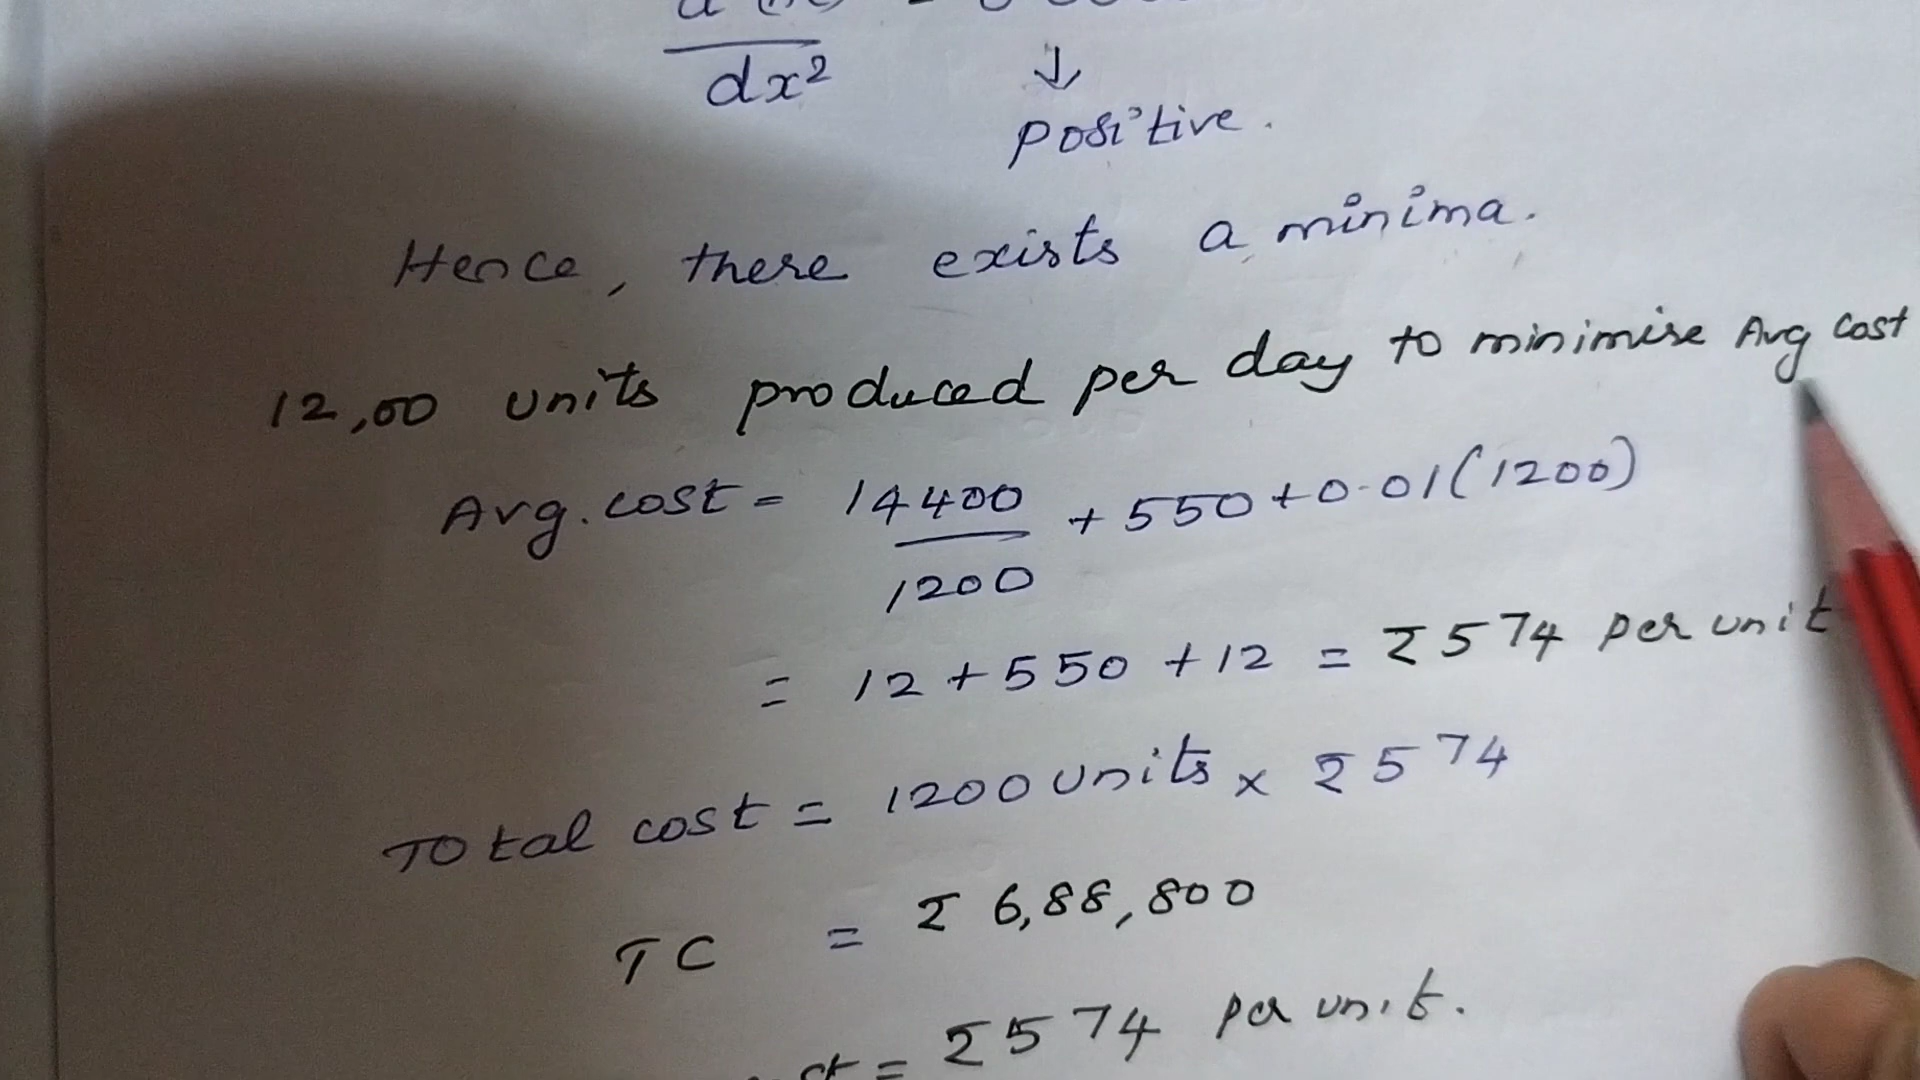 dx²
↓
positive.
Hence, there exists a minima.
12,00 units produced per day to minimise Avg cost
Avg. cost = 14400/1200 + 550 + 0.01(1200)
= 12 + 550 + 12 = ₹574 per unit
Total cost = 1200 units × ₹574
TC = ₹ 6,88,800
= ₹574 per unit.